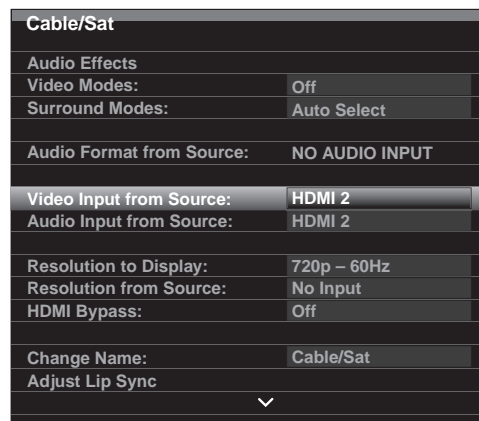 Cable/Sat
Audio Effects
Video Modes: Off
Surround Modes: Auto Select
Audio Format from Source: NO AUDIO INPUT
Video Input from Source: HDMI 2
Audio Input from Source: HDMI 2
Resolution to Display: 720p – 60Hz
Resolution from Source: No Input
HDMI Bypass: Off
Change Name: Cable/Sat
Adjust Lip Sync